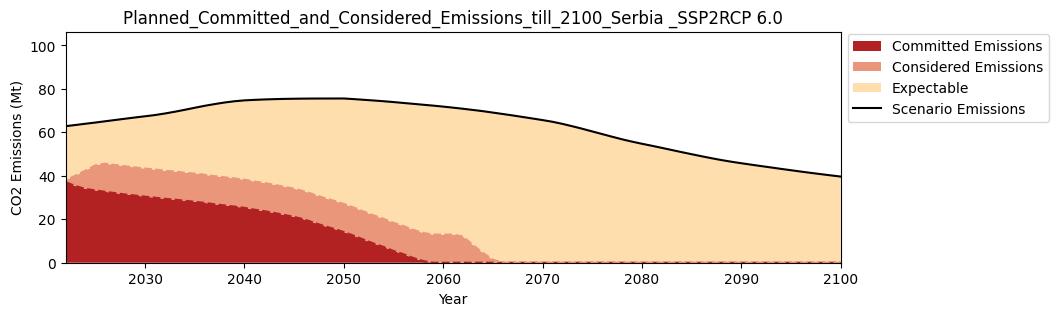 Planned_Committed_and_Considered_Emissions_till_2100_Serbia _SSP2RCP 6.0
CO2 Emissions (Mt)
100
80
60
40
20
0
2030 2040 2050 2060 2070 2080 2090 2100
Year
Committed Emissions
Considered Emissions
Expectable
Scenario Emissions